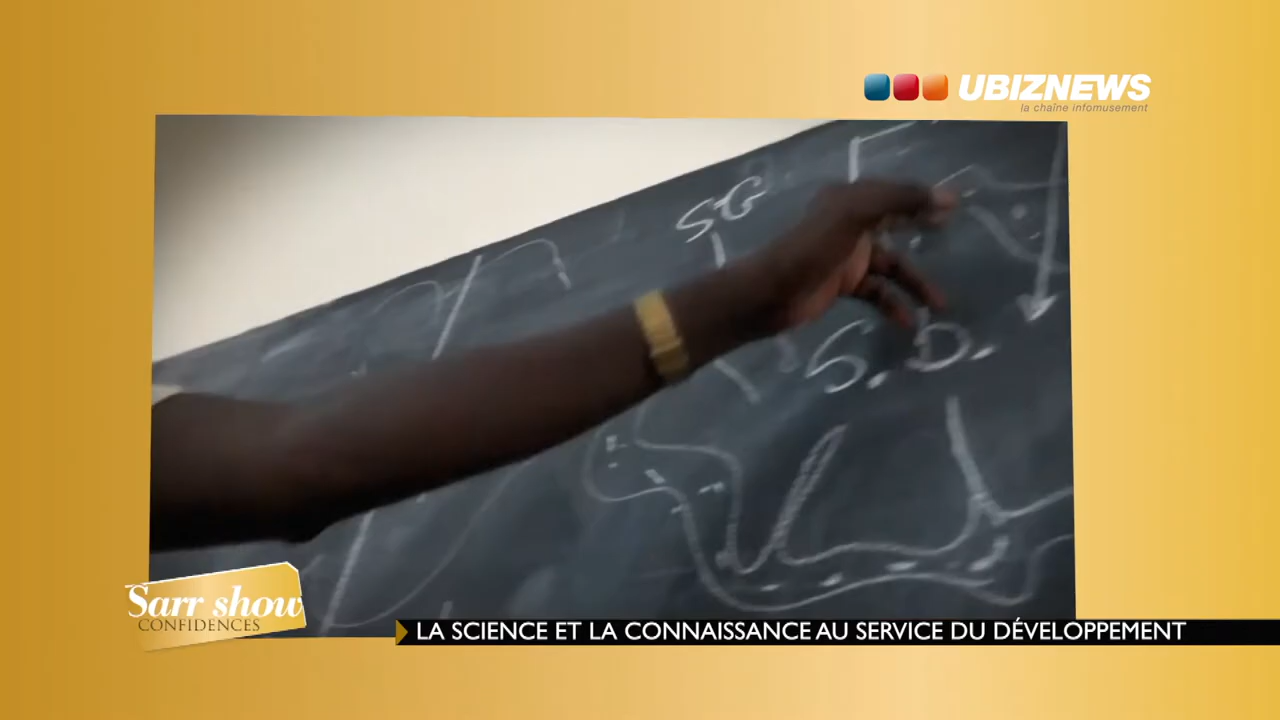 UBIZNEWS
la chaîne infomusement
SG
S.D.
Sarr show
CONFIDENCES
LA SCIENCE ET LA CONNAISSANCE AU SERVICE DU DÉVELOPPEMENT